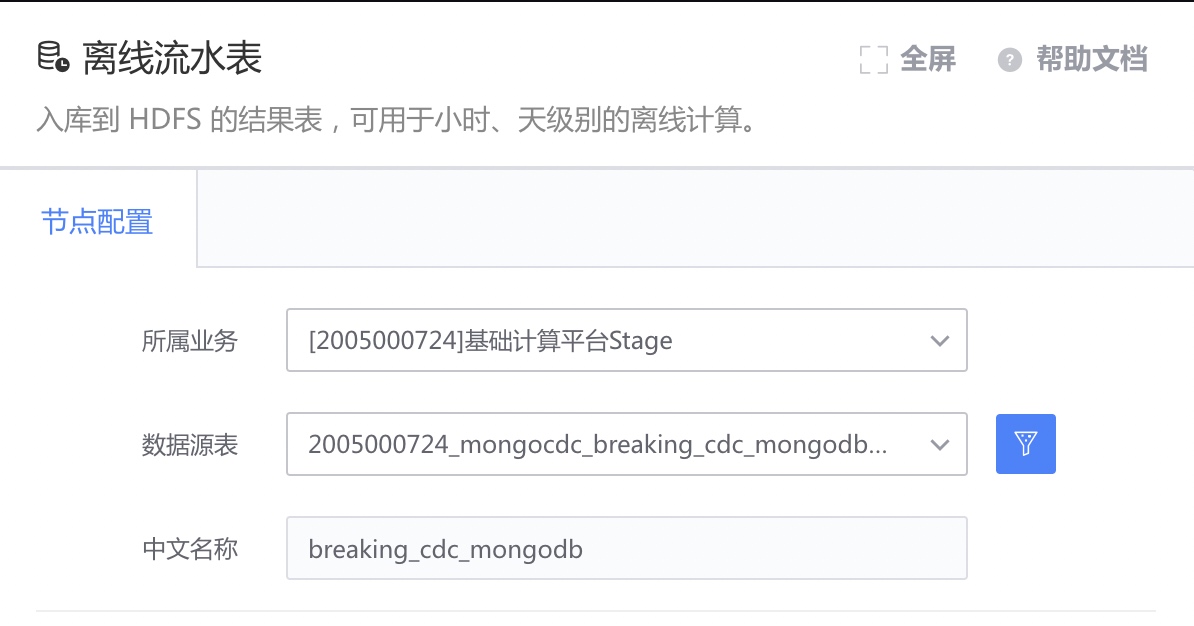 离线流水表
全屏
? 帮助文档
入库到 HDFS 的结果表，可用于小时、天级别的离线计算。
节点配置
所属业务
[2005000724]基础计算平台Stage
数据源表
2005000724_mongocdc_breaking_cdc_mongodb...
中文名称
breaking_cdc_mongodb